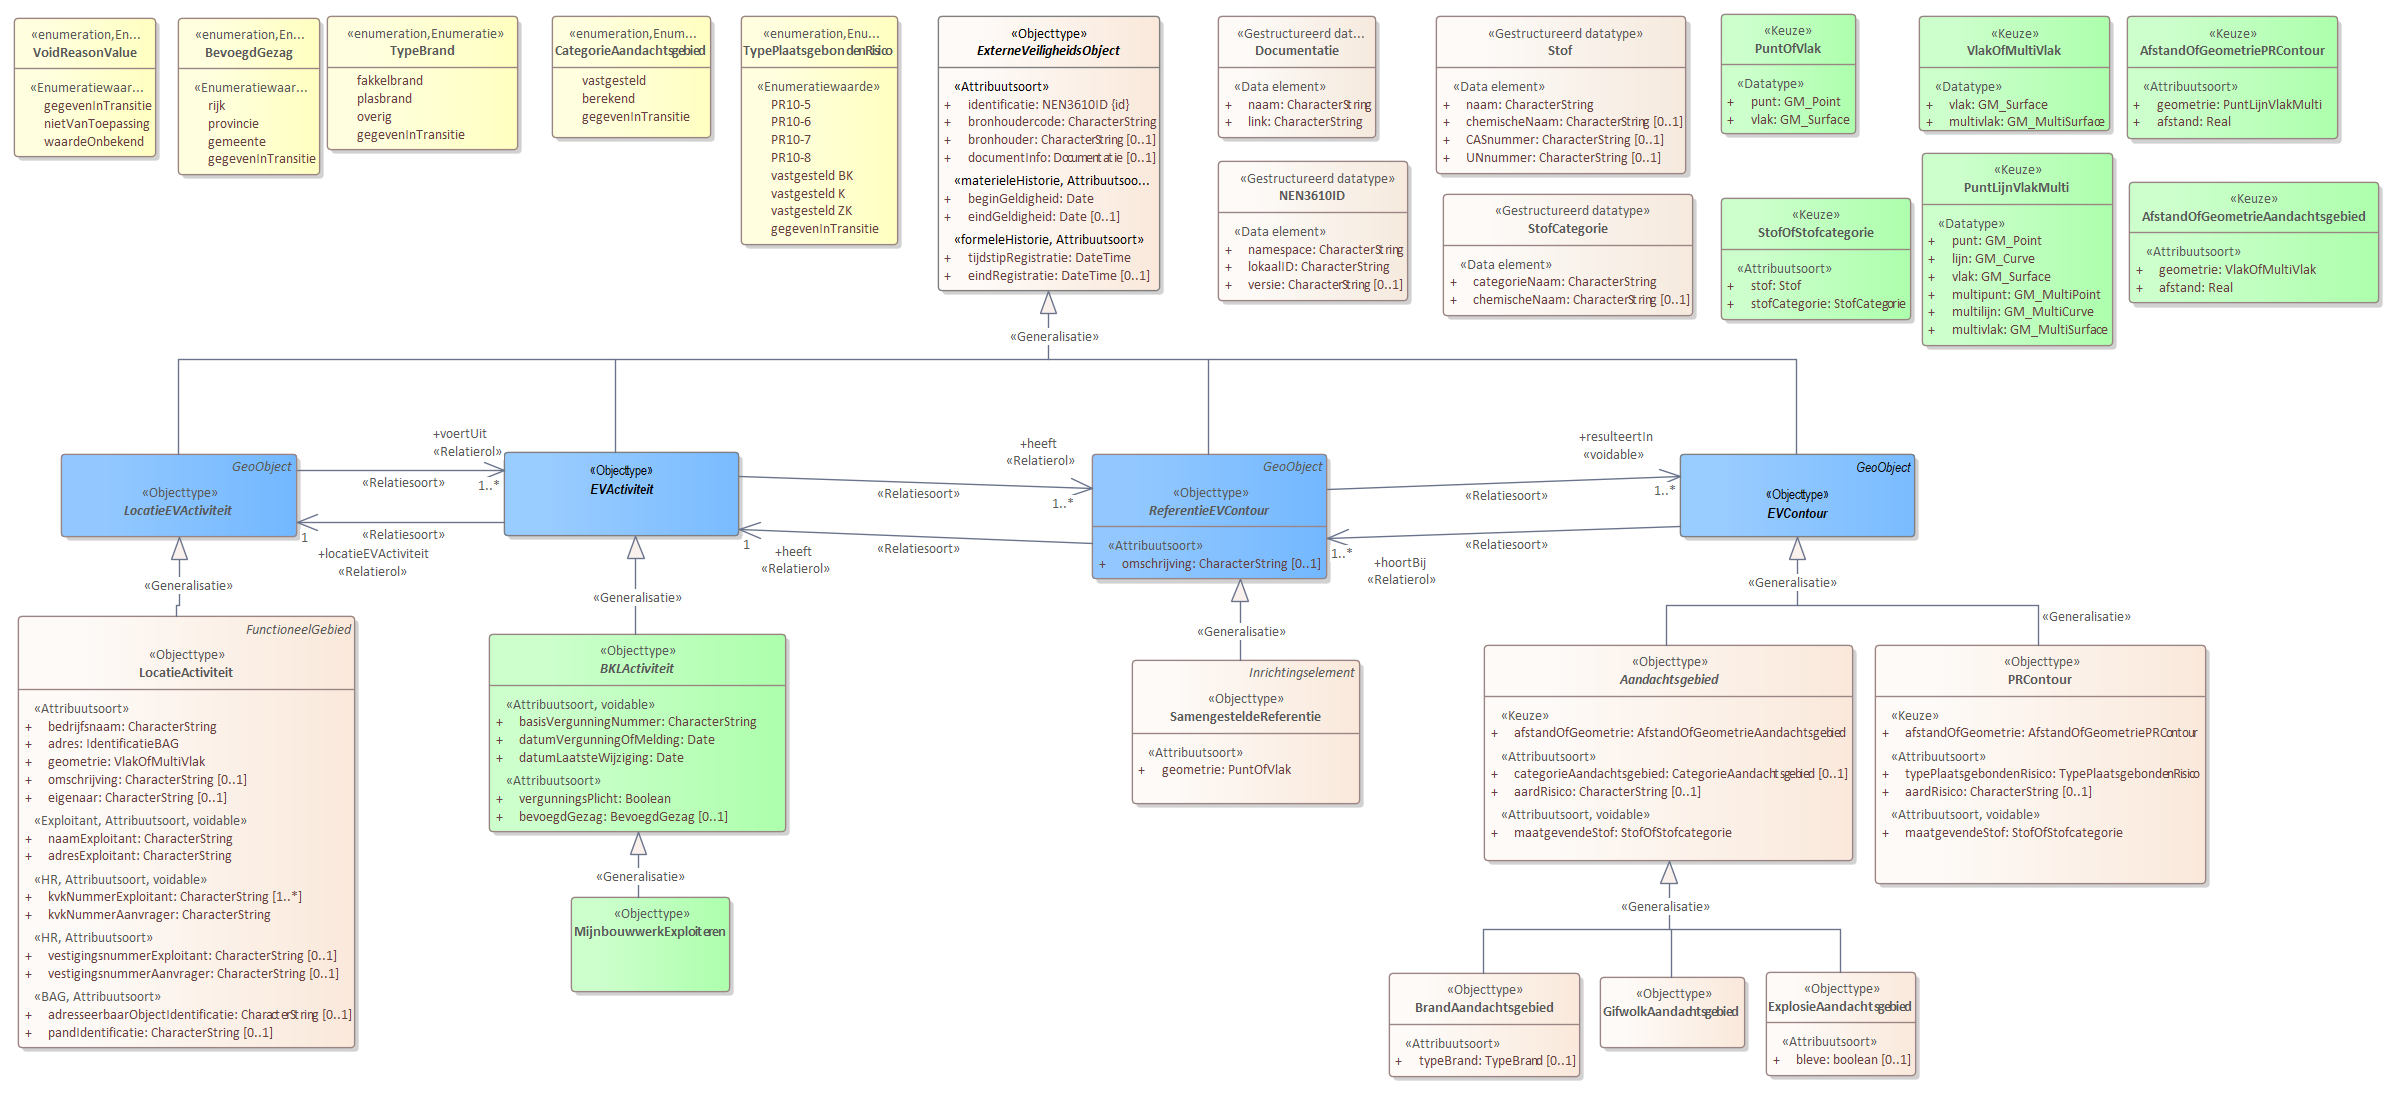 «enumeration,En...
VoidReasonValue
«Enumeratiewaar...
gegevenInTransitie
nietVanToepassing
waardeOnbekend
«enumeration,En...
BevoegdGezag
«Enumeratiewaar...
rijk
provincie
gemeente
gegevenInTransitie
«enumeration,Enumeratie»
TypeBrand
fakkelbrand
plasbrand
overig
gegevenInTransitie
«enumeration,Enum...
CategorieAandachtsgebied
vastgesteld
berekend
gegevenInTransitie
«enumeration,Enu...
TypePlaatsgebondenRisico
«Enumeratiewaarde»
PR10-5
PR10-6
PR10-7
PR10-8
vastgesteld BK
vastgesteld K
vastgesteld ZK
gegevenInTransitie
«Objecttype»
ExterneVeiligheidsObject
«Attribuutsoort»
+ identificatie: NEN3610ID {id}
+ bronhoudercode: CharacterString
+ bronhouder: CharacterString [0..1]
+ documentInfo: Documentatie [0..1]
«materieleHistorie, Attribuutsoo...
+ beginGeldigheid: Date
+ eindGeldigheid: Date [0..1]
«formeleHistorie, Attribuutsoort»
+ tijdstipRegistratie: DateTime
+ eindRegistratie: DateTime [0..1]
«Gestructureerd dat...
Documentatie
«Data element»
+ naam: CharacterString
+ link: CharacterString
«Gestructureerd datatype»
NEN3610ID
«Data element»
+ namespace: CharacterString
+ lokaalID: CharacterString
+ versie: CharacterString [0..1]
«Gestructureerd datatype»
Stof
«Data element»
+ naam: CharacterString
+ chemischeNaam: CharacterString [0..1]
+ CASnummer: CharacterString [0..1]
+ UNnummer: CharacterString [0..1]
«Gestructureerd datatype»
StofCategorie
«Data element»
+ categorieNaam: CharacterString
+ chemischeNaam: CharacterString [0..1]
«Keuze»
PuntOfVlak
«Datatype»
+ punt: GM_Point
+ vlak: GM_Surface
«Keuze»
StofOfStofcategorie
«Attribuutsoort»
+ stof: Stof
+ stofCategorie: StofCategorie
«Keuze»
VlakOfMultiVlak
«Datatype»
+ vlak: GM_Surface
+ multivlak: GM_MultiSurface
«Keuze»
PuntLijnVlakMulti
«Datatype»
+ punt: GM_Point
+ lijn: GM_Curve
+ vlak: GM_Surface
+ multipunt: GM_MultiPoint
+ multilijn: GM_MultiCurve
+ multivlak: GM_MultiSurface
«Keuze»
AfstandOfGeometriePRContour
«Attribuutsoort»
+ geometrie: PuntLijnVlakMulti
+ afstand: Real
«Keuze»
AfstandOfGeometrieAandachtsgebied
«Attribuutsoort»
+ geometrie: VlakOfMultiVlak
+ afstand: Real
«Generalisatie»
GeoObject
«Objecttype»
LocatieEVActiviteit
+voertUit
«Relatierol»
«Relatiesoort»
1..*
«Relatiesoort»
1
+locatieEVActiviteit
«Relatierol»
«Objecttype»
EVActiviteit
+heeft
«Relatierol»
«Relatiesoort»
1..*
«Relatiesoort»
1
+heeft
«Relatierol»
GeoObject
«Objecttype»
ReferentieEVContour
«Attribuutsoort»
+ omschrijving: CharacterString [0..1]
+resulteertIn
«voidable»
«Relatiesoort»
1..*
«Relatiesoort»
1..*
+hoortBij
«Relatierol»
GeoObject
«Objecttype»
EVContour
«Generalisatie»
«Generalisatie»
«Generalisatie»
«Generalisatie»
«Generalisatie»
FunctioneelGebied
«Objecttype»
LocatieActiviteit
«Attribuutsoort»
+ bedrijfsnaam: CharacterString
+ adres: IdentificatieBAG
+ geometrie: VlakOfMultiVlak
+ omschrijving: CharacterString [0..1]
+ eigenaar: CharacterString [0..1]
«Exploitant, Attribuutsoort, voidable»
+ naamExploitant: CharacterString
+ adresExploitant: CharacterString
«HR, Attribuutsoort, voidable»
+ kvkNummerExploitant: CharacterString [1..*]
+ kvkNummerAanvrager: CharacterString
«HR, Attribuutsoort»
+ vestigingsnummerExploitant: CharacterString [0..1]
+ vestigingsnummerAanvrager: CharacterString [0..1]
«BAG, Attribuutsoort»
+ adresseerbaarObjectIdentificatie: CharacterString [0..1]
+ pandIdentificatie: CharacterString [0..1]
«Objecttype»
BKLActiviteit
«Attribuutsoort, voidable»
+ basisVergunningNummer: CharacterString
+ datumVergunningOfMelding: Date
+ datumLaatsteWijziging: Date
«Attribuutsoort»
+ vergunningsPlicht: Boolean
+ bevoegdGezag: BevoegdGezag [0..1]
«Generalisatie»
«Objecttype»
MijnbouwwerkExploiteren
Inrichtingselement
«Objecttype»
SamengesteldeReferentie
«Attribuutsoort»
+ geometrie: PuntOfVlak
«Objecttype»
Aandachtsgebied
«Keuze»
+ afstandOfGeometrie: AfstandOfGeometrieAandachtsgebied
«Attribuutsoort»
+ categorieAandachtsgebied: CategorieAandachtsgebied [0..1]
+ aardRisico: CharacterString [0..1]
«Attribuutsoort, voidable»
+ maatgevendeStof: StofOfStofcategorie
«Objecttype»
PRContour
«Keuze»
+ afstandOfGeometrie: AfstandOfGeometriePRContour
«Attribuutsoort»
+ typePlaatsgebondenRisico: TypePlaatsgebondenRisico
+ aardRisico: CharacterString [0..1]
«Attribuutsoort, voidable»
+ maatgevendeStof: StofOfStofcategorie
«Generalisatie»
«Objecttype»
BrandAandachtsgebied
«Attribuutsoort»
+ typeBrand: TypeBrand [0..1]
«Objecttype»
GifwolkAandachtsgebied
«Objecttype»
ExplosieAandachtsgebied
«Attribuutsoort»
+ bleve: boolean [0..1]